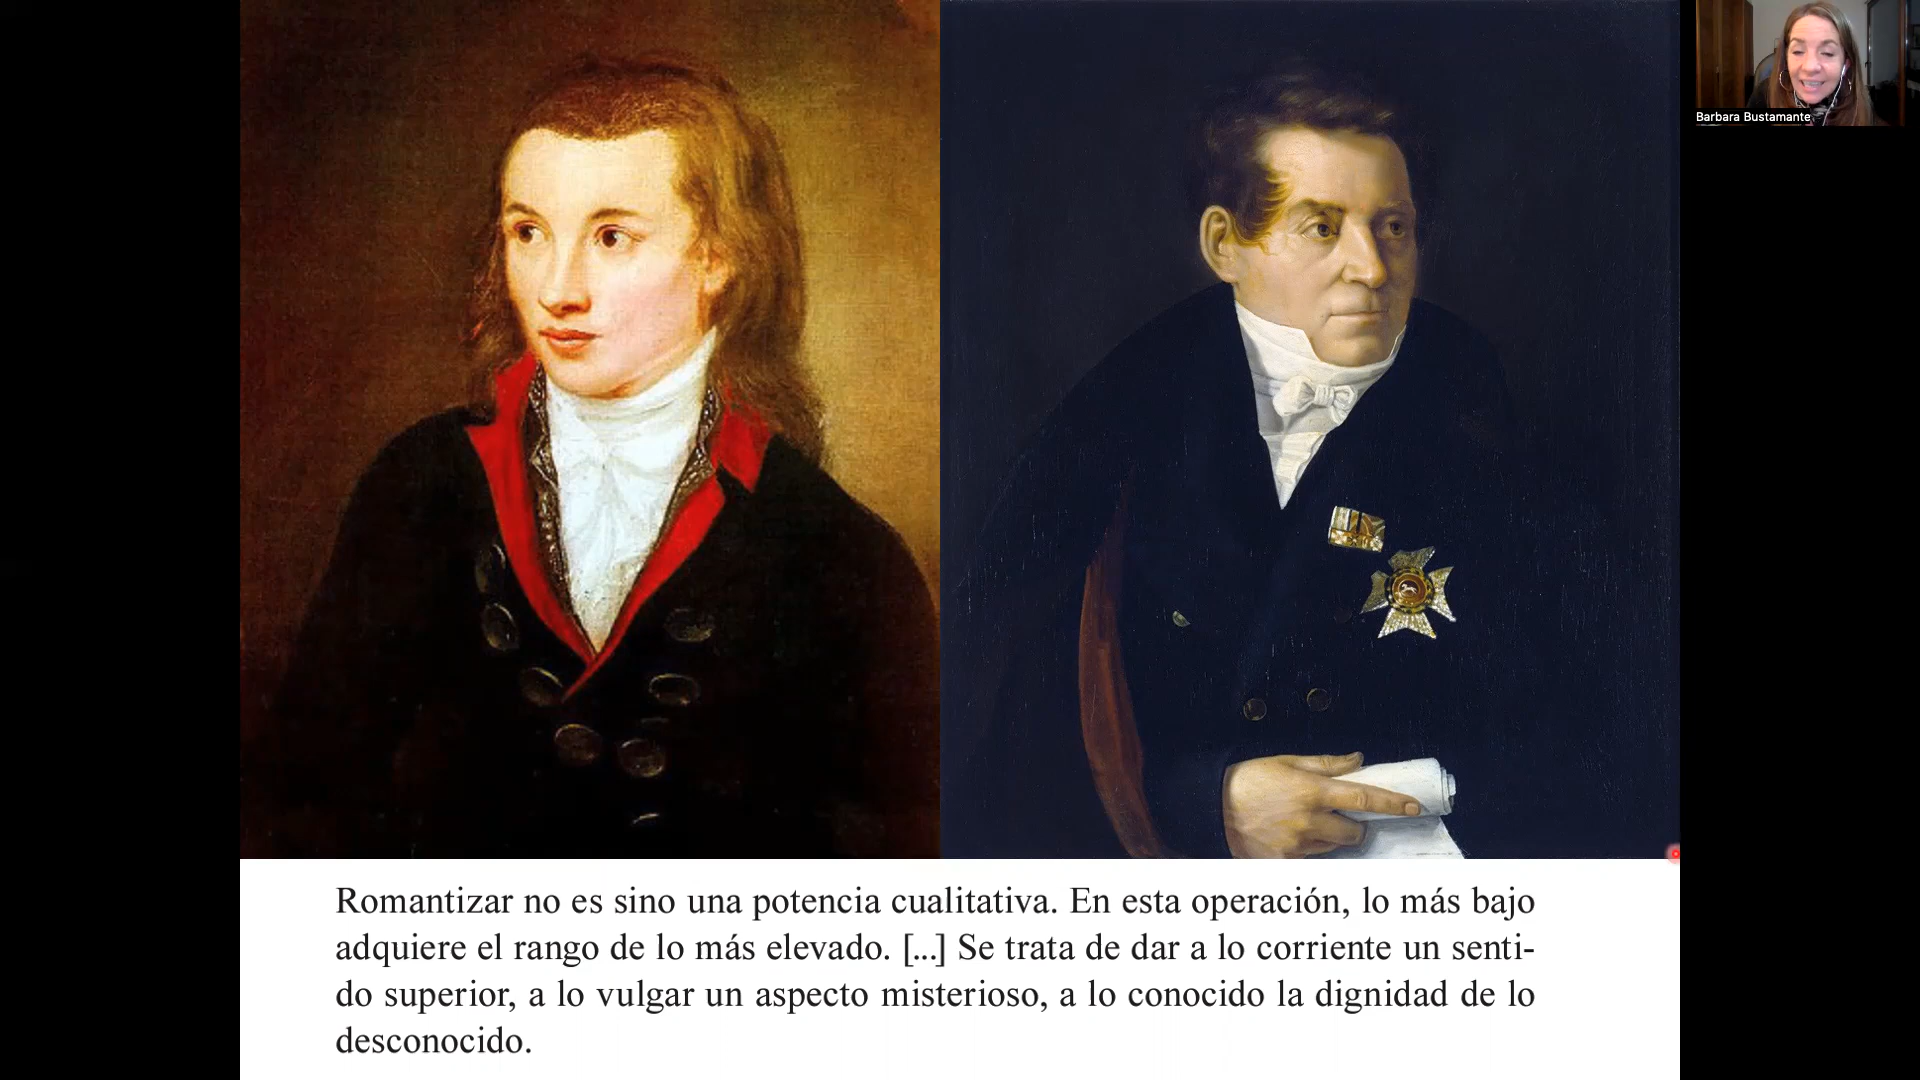 Barbara Bustamante
Romantizar no es sino una potencia cualitativa. En esta operación, lo más bajo
adquiere el rango de lo más elevado. [...] Se trata de dar a lo corriente un senti-
do superior, a lo vulgar un aspecto misterioso, a lo conocido la dignidad de lo
desconocido.